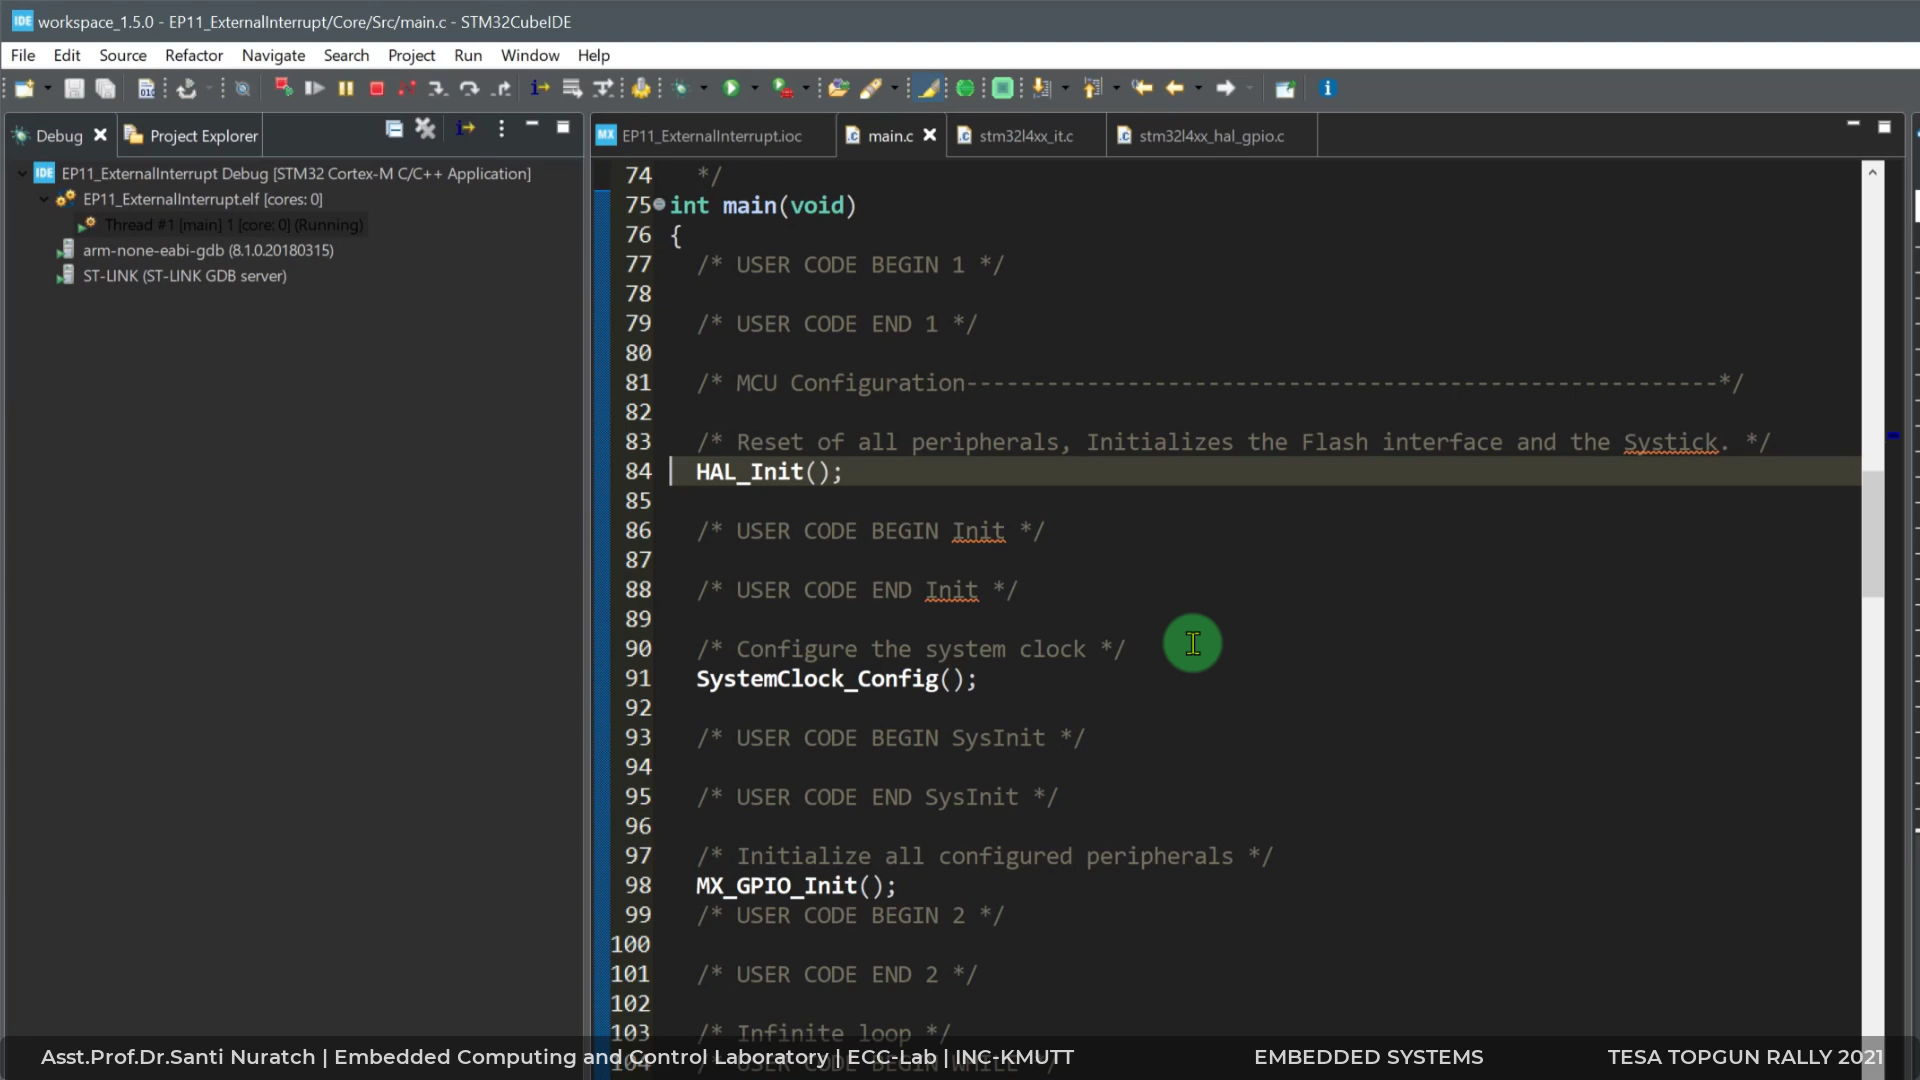 IDE workspace_1.5.0 - EP11_ExternalInterrupt/Core/Src/main.c - STM32CubeIDE
File Edit Source Refactor Navigate Search Project Run Window Help
Debug Project Explorer
MX EP11_ExternalInterrupt.ioc main.c stm32l4xx_it.c stm32l4xx_hal_gpio.c
IDE EP11_ExternalInterrupt Debug [STM32 Cortex-M C/C++ Application]
EP11_ExternalInterrupt.elf [cores: 0]
Thread #1 [main] 1 [core: 0] (Running)
arm-none-eabi-gdb (8.1.0.20180315)
ST-LINK (ST-LINK GDB server)
74 */
75 int main(void)
76 {
77 /* USER CODE BEGIN 1 */
78
79 /* USER CODE END 1 */
80
81 /* MCU Configuration--------------------------------------------------------*/
82
83 /* Reset of all peripherals, Initializes the Flash interface and the Systick. */
84 HAL_Init();
85
86 /* USER CODE BEGIN Init */
87
88 /* USER CODE END Init */
89
90 /* Configure the system clock */
91 SystemClock_Config();
92
93 /* USER CODE BEGIN SysInit */
94
95 /* USER CODE END SysInit */
96
97 /* Initialize all configured peripherals */
98 MX_GPIO_Init();
99 /* USER CODE BEGIN 2 */
100
101 /* USER CODE END 2 */
102
103 /* Infinite loop */
104 /* USER CODE BEGIN WHILE */
Asst.Prof.Dr.Santi Nuratch | Embedded Computing and Control Laboratory | ECC-Lab | INC-KMUTT EMBEDDED SYSTEMS TESA TOPGUN RALLY 2021